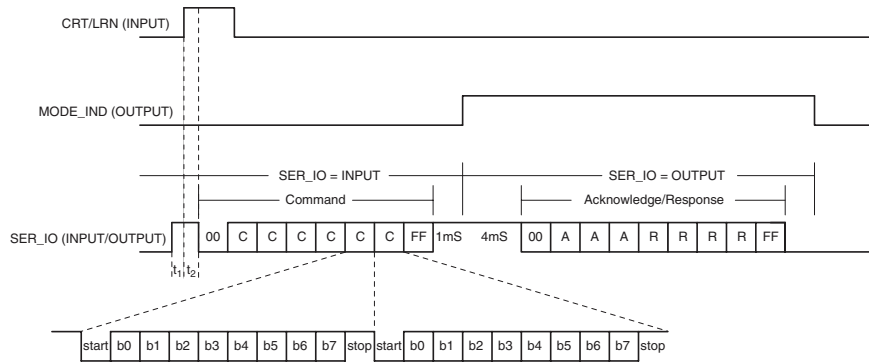 CRT/LRN (INPUT)
MODE_IND (OUTPUT)
SER_IO = INPUT SER_IO = OUTPUT
Command Acknowledge/Response
SER_IO (INPUT/OUTPUT) 00 C C C C C C FF 1mS 4mS 00 A A A R R R R FF
t1 t2
start b0 b1 b2 b3 b4 b5 b6 b7 stop start b0 b1 b2 b3 b4 b5 b6 b7 stop